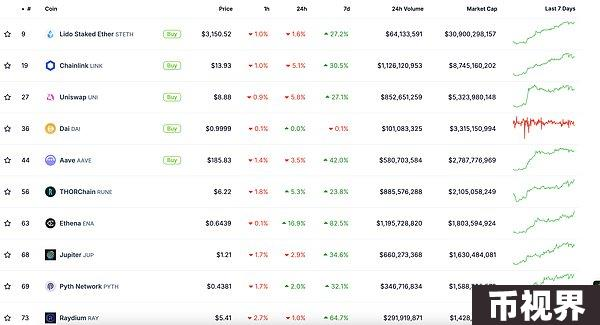 # Coin Price 1h 24h 7d 24h Volume Market Cap Last 7 Days
9 Lido Staked Ether STETH Buy $3,150.52 1.0% 1.6% 27.2% $64,133,591 $30,900,298,157
19 Chainlink LINK Buy $13.93 1.0% 5.1% 30.5% $1,126,120,953 $8,745,160,202
27 Uniswap UNI Buy $8.88 0.9% 5.8% 27.1% $852,651,259 $5,323,980,148
36 Dai DAI Buy $0.9999 0.1% 0.0% 0.1% $101,083,325 $3,315,150,994
44 Aave AAVE Buy $185.83 1.4% 3.5% 42.0% $580,703,584 $2,787,776,969
56 THORChain RUNE $6.22 1.8% 5.3% 23.8% $885,576,288 $2,105,058,249
63 Ethena ENA $0.6439 0.1% 16.9% 82.5% $1,195,728,820 $1,803,594,924
68 Jupiter JUP $1.21 1.7% 2.9% 34.6% $660,273,368 $1,630,484,081
69 Pyth Network PYTH $0.4381 1.7% 2.0% 32.1% $346,716,834
73 Raydium RAY $5.41 2.7% 1.0% 64.7% $291,919,871
币视界